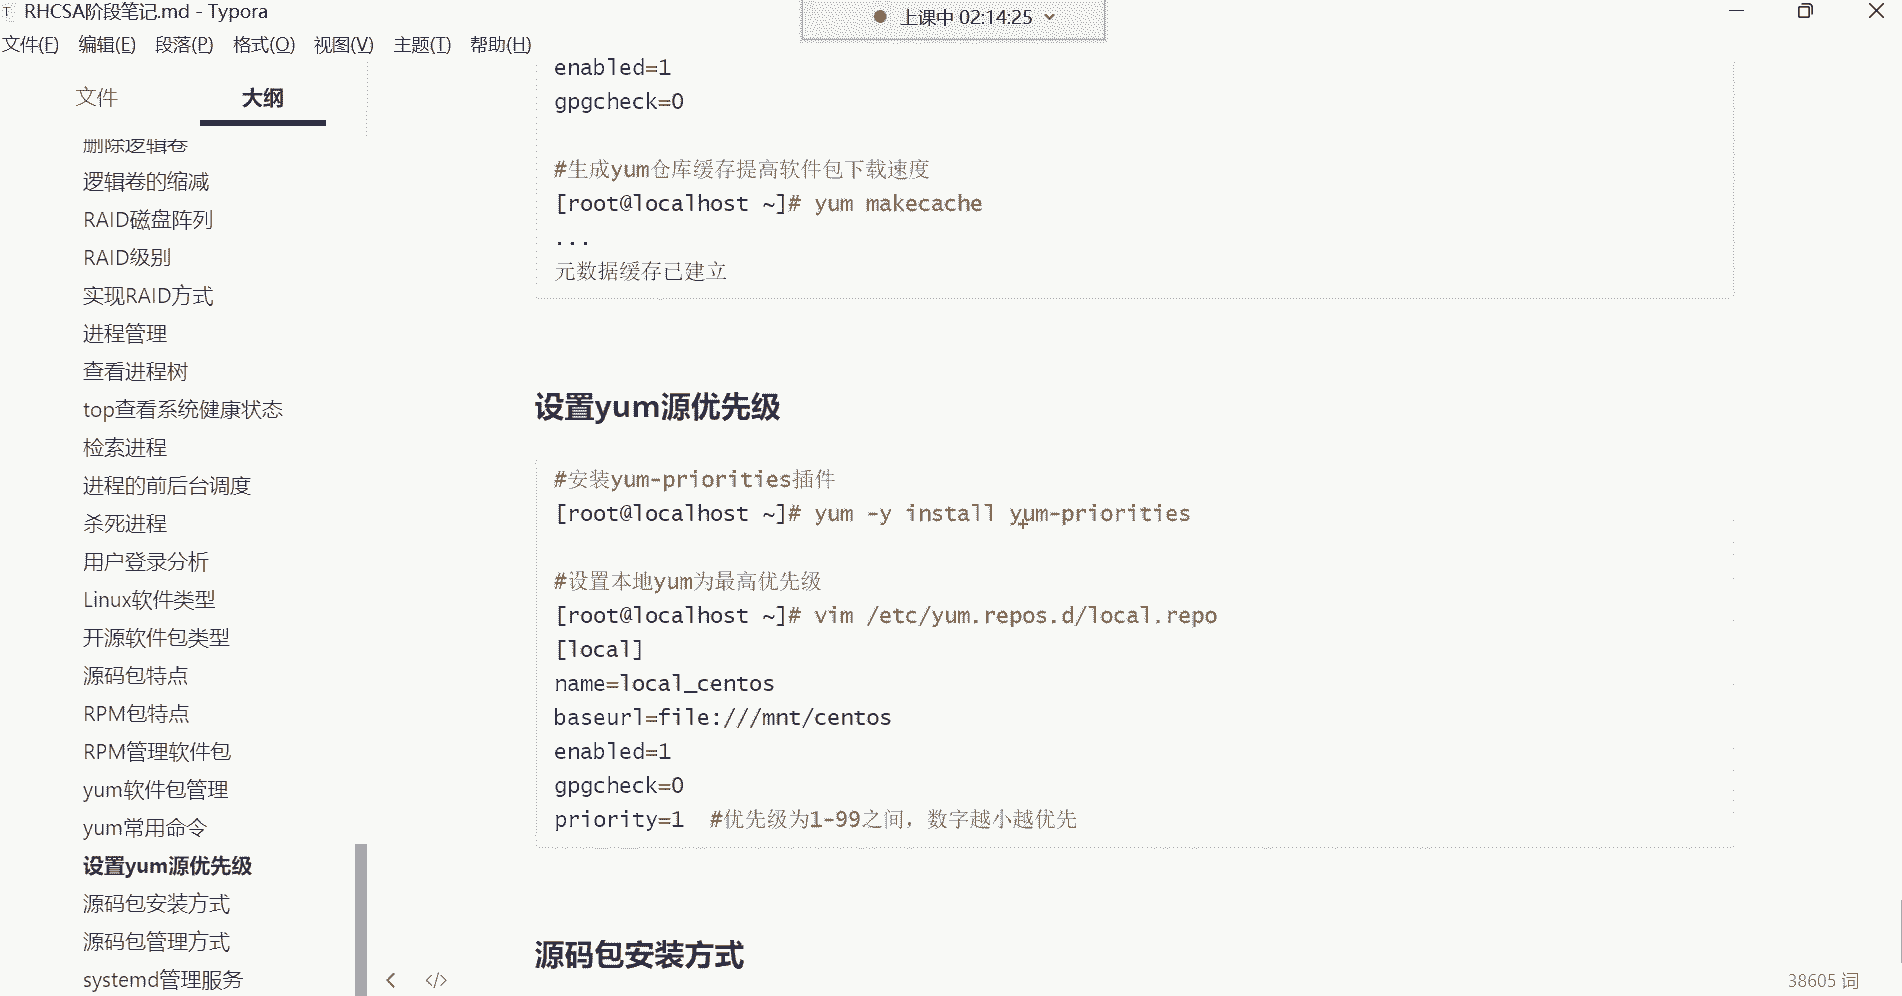 RHCSA阶段笔记.md - Typora
上课中 02:14:25
文件(F) 编辑(E) 段落(P) 格式(O) 视图(V) 主题(T) 帮助(H)
文件 大纲
删除逻辑卷
逻辑卷的缩减
RAID磁盘阵列
RAID级别
实现RAID方式
进程管理
查看进程树
top查看系统健康状态
检索进程
进程的前后台调度
杀死进程
用户登录分析
Linux软件类型
开源软件包类型
源码包特点
RPM包特点
RPM管理软件包
yum软件包管理
yum常用命令
设置yum源优先级
源码包安装方式
源码包管理方式
systemd管理服务
enabled=1
gpgcheck=0
#生成yum仓库缓存提高软件包下载速度
[root@localhost ~]# yum makecache
...
元数据缓存已建立
设置yum源优先级
#安装yum-priorities插件
[root@localhost ~]# yum -y install yum-priorities
#设置本地yum为最高优先级
[root@localhost ~]# vim /etc/yum.repos.d/local.repo
[local]
name=local_centos
baseurl=file:///mnt/centos
enabled=1
gpgcheck=0
priority=1  #优先级为1-99之间，数字越小越优先
源码包安装方式
38605 词